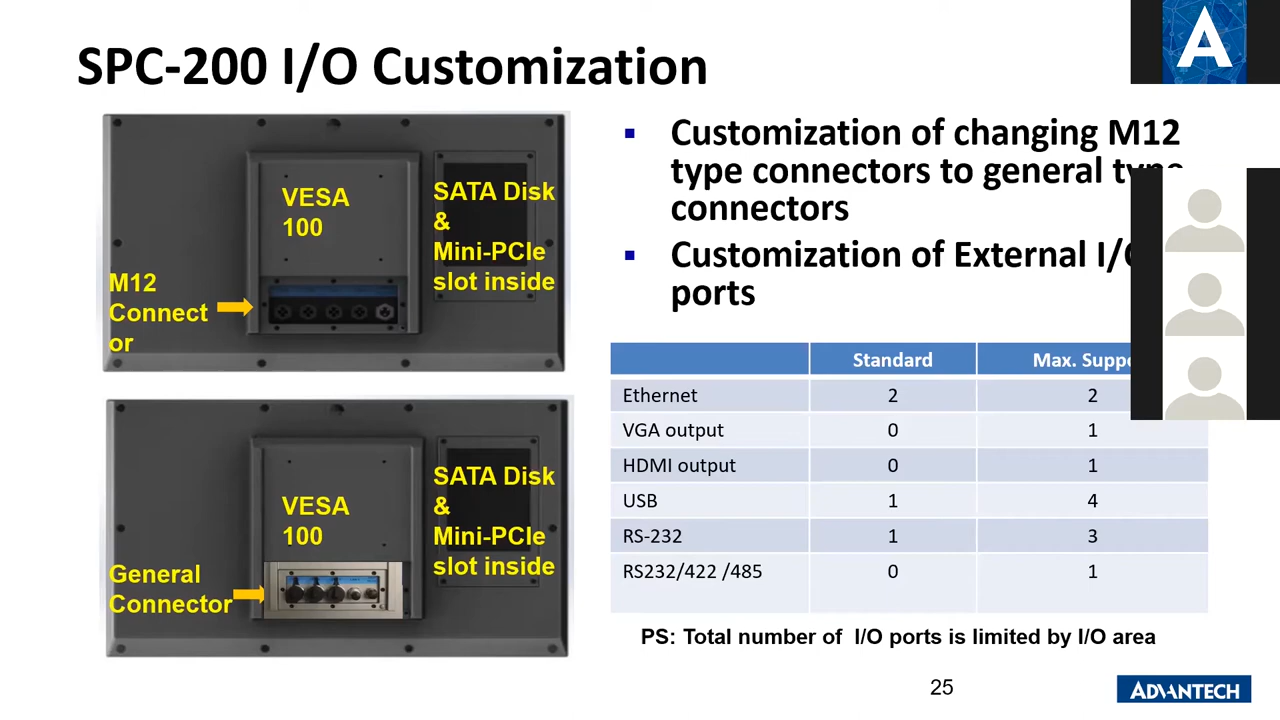 SPC-200 I/O Customization
VESA
100
SATA Disk
&
Mini-PCIe
slot inside
M12
Connect
or
VESA
100
SATA Disk
&
Mini-PCIe
slot inside
General
Connector
▪ Customization of changing M12
type connectors to general type
connectors
▪ Customization of External I/O
ports
Standard Max. Suppo
Ethernet 2 2
VGA output 0 1
HDMI output 0 1
USB 1 4
RS-232 1 3
RS232/422 /485 0 1
PS: Total number of I/O ports is limited by I/O area
25
ADVANTECH
A